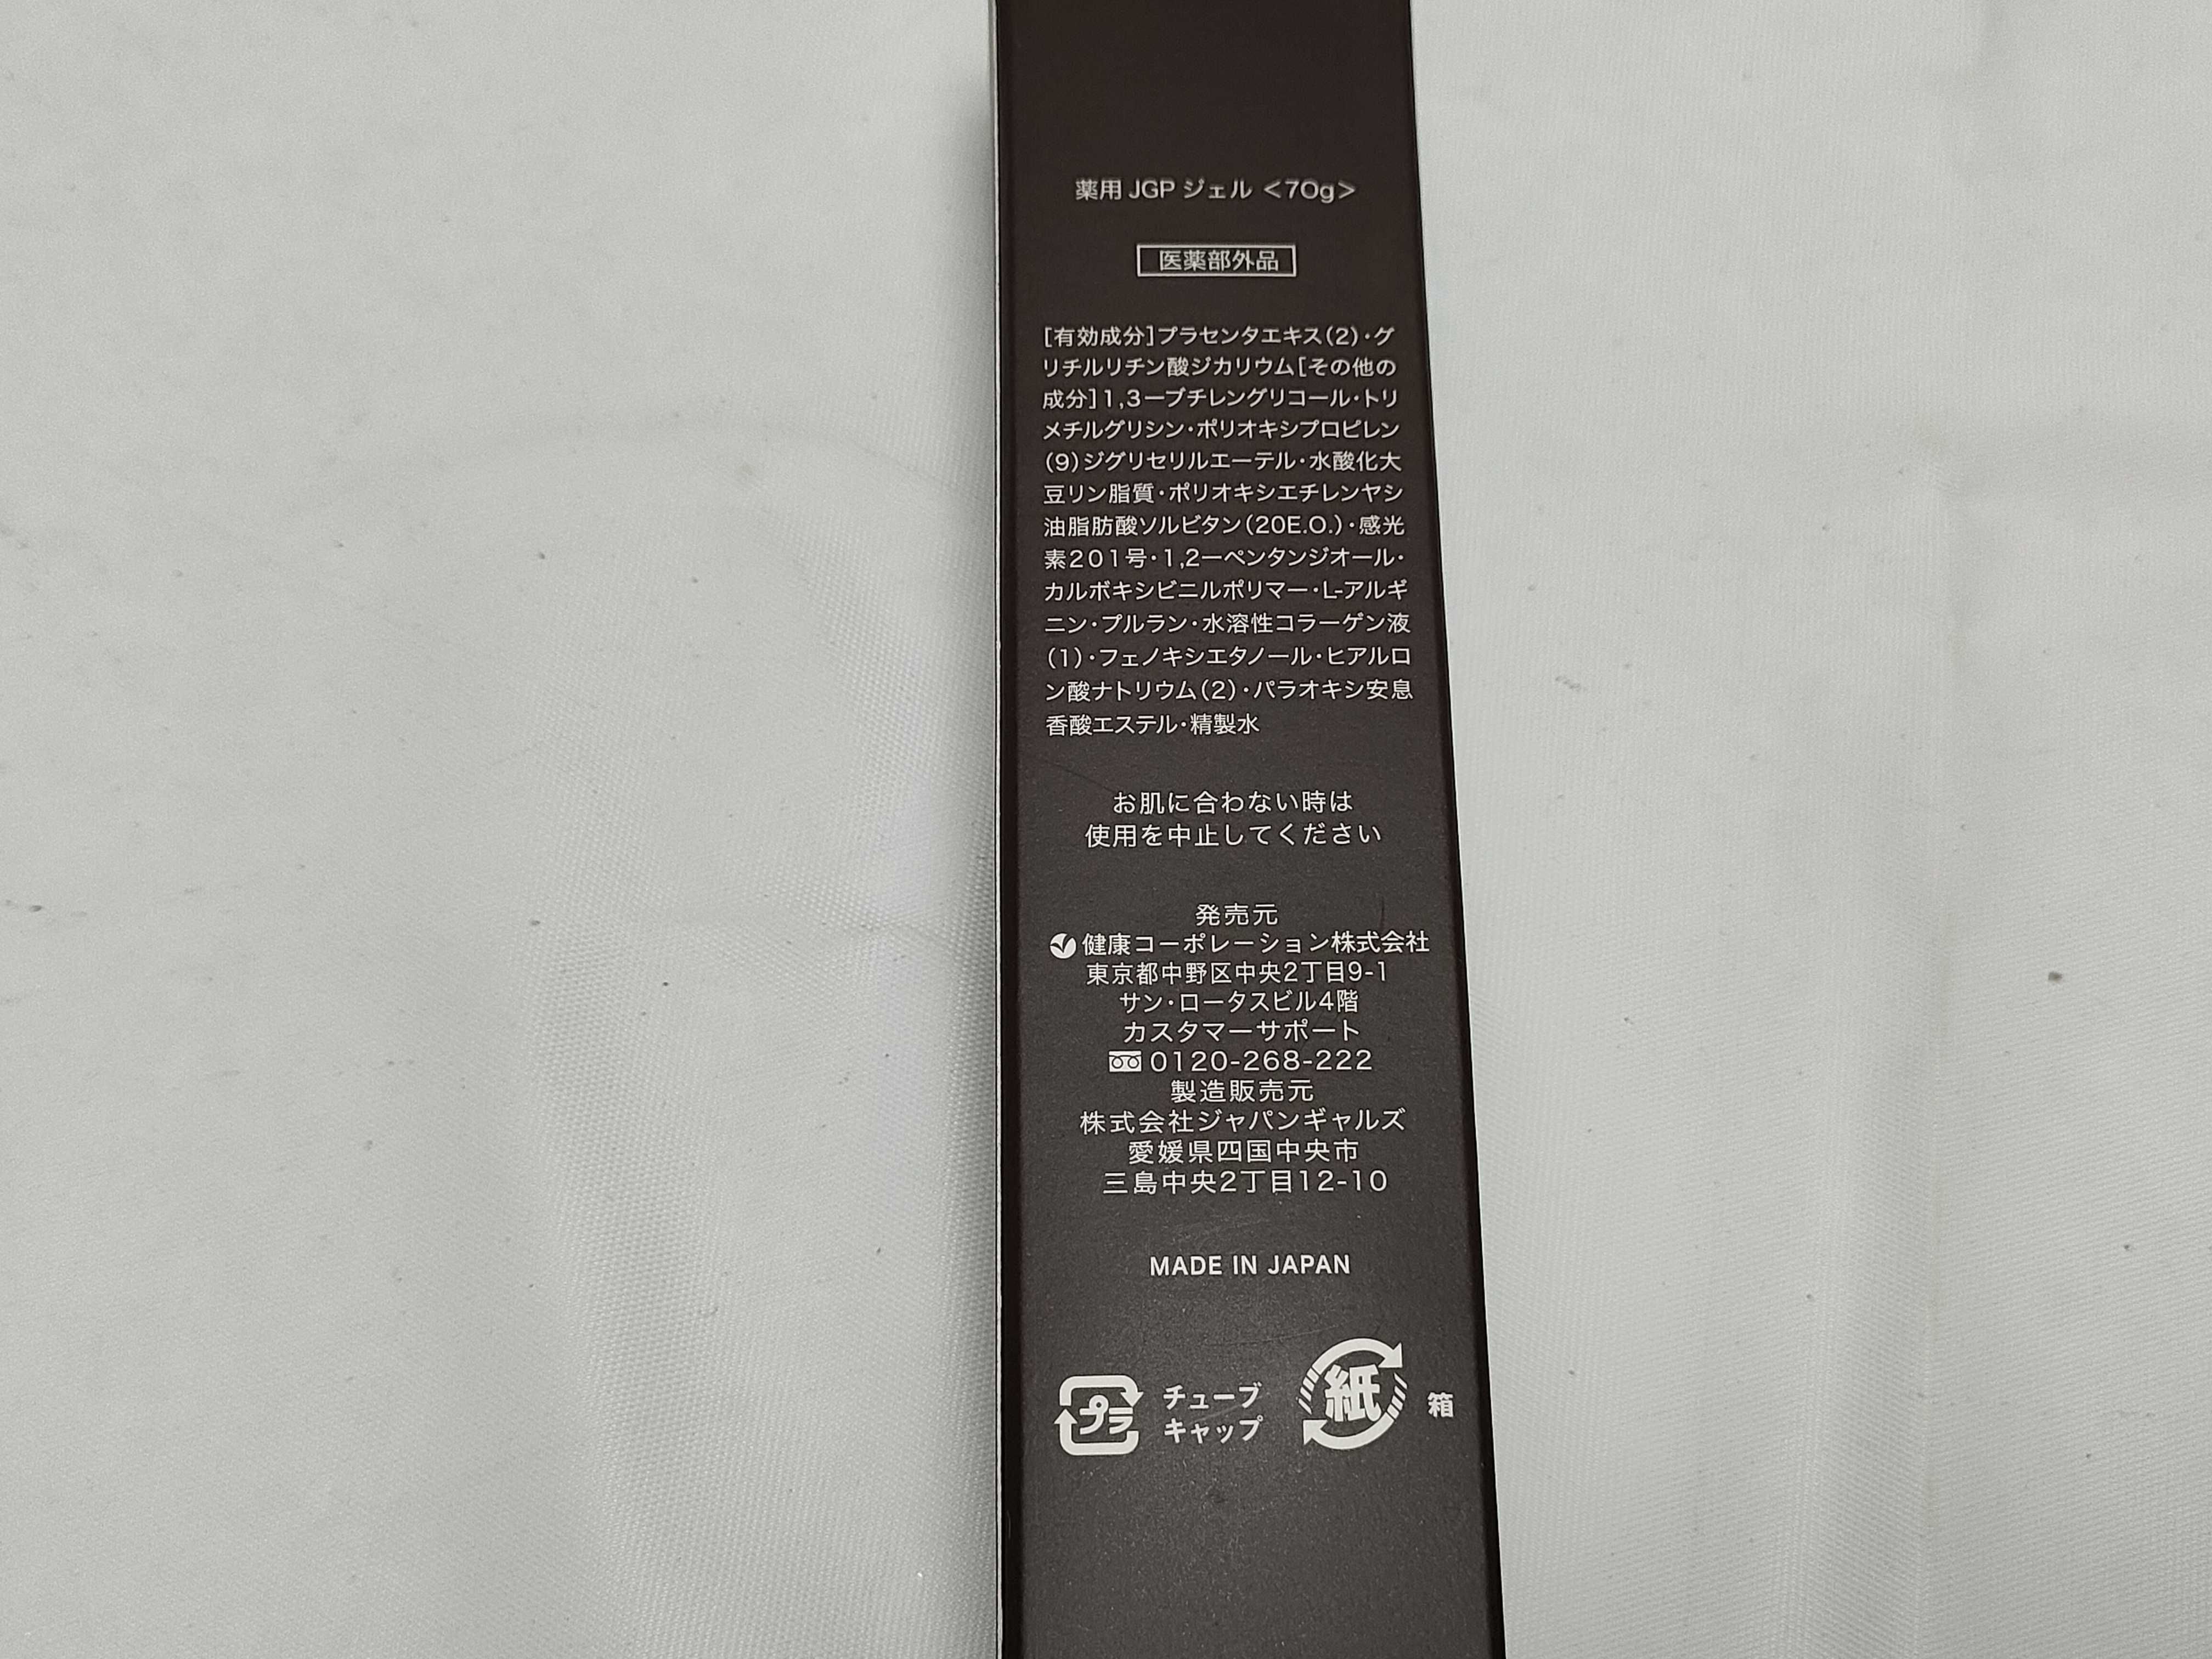 薬用 JGP ジェル ＜70g＞
医薬部外品
[有効成分]プラセンタエキス(2)・グ
リチルリチン酸ジカリウム[その他の
成分]1,3ーブチレングリコール・トリ
メチルグリシン・ポリオキシプロピレン
(9)ジグリセリルエーテル・水酸化大
豆リン脂質・ポリオキシエチレンヤシ
油脂肪酸ソルビタン(20E.O.)・感光
素201号・1,2ーペンタンジオール・
カルボキシビニルポリマー・L-アルギ
ニン・プルラン・水溶性コラーゲン液
(1)・フェノキシエタノール・ヒアルロ
ン酸ナトリウム(2)・パラオキシ安息
香酸エステル・精製水
お肌に合わない時は
使用を中止してください
発売元
健康コーポレーション株式会社
東京都中野区中央2丁目9-1
サン・ロータスビル4階
カスタマーサポート
0120-268-222
製造販売元
株式会社ジャパンギャルズ
愛媛県四国中央市
三島中央2丁目12-10
MADE IN JAPAN
プラ チューブ
キャップ
紙 箱